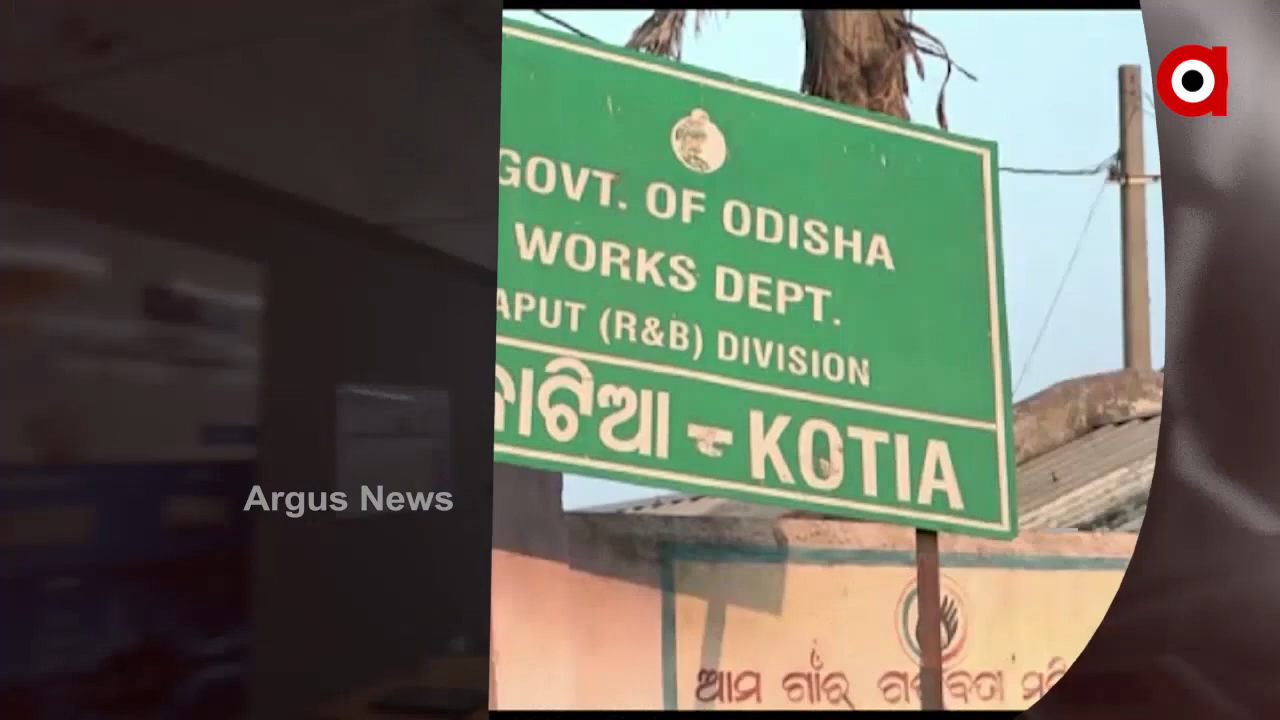 GOVT. OF ODISHA
WORKS DEPT.
APUT (R&B) DIVISION
ଟିଆ - KOTIA
Argus News
ଆମ ଗାଁର